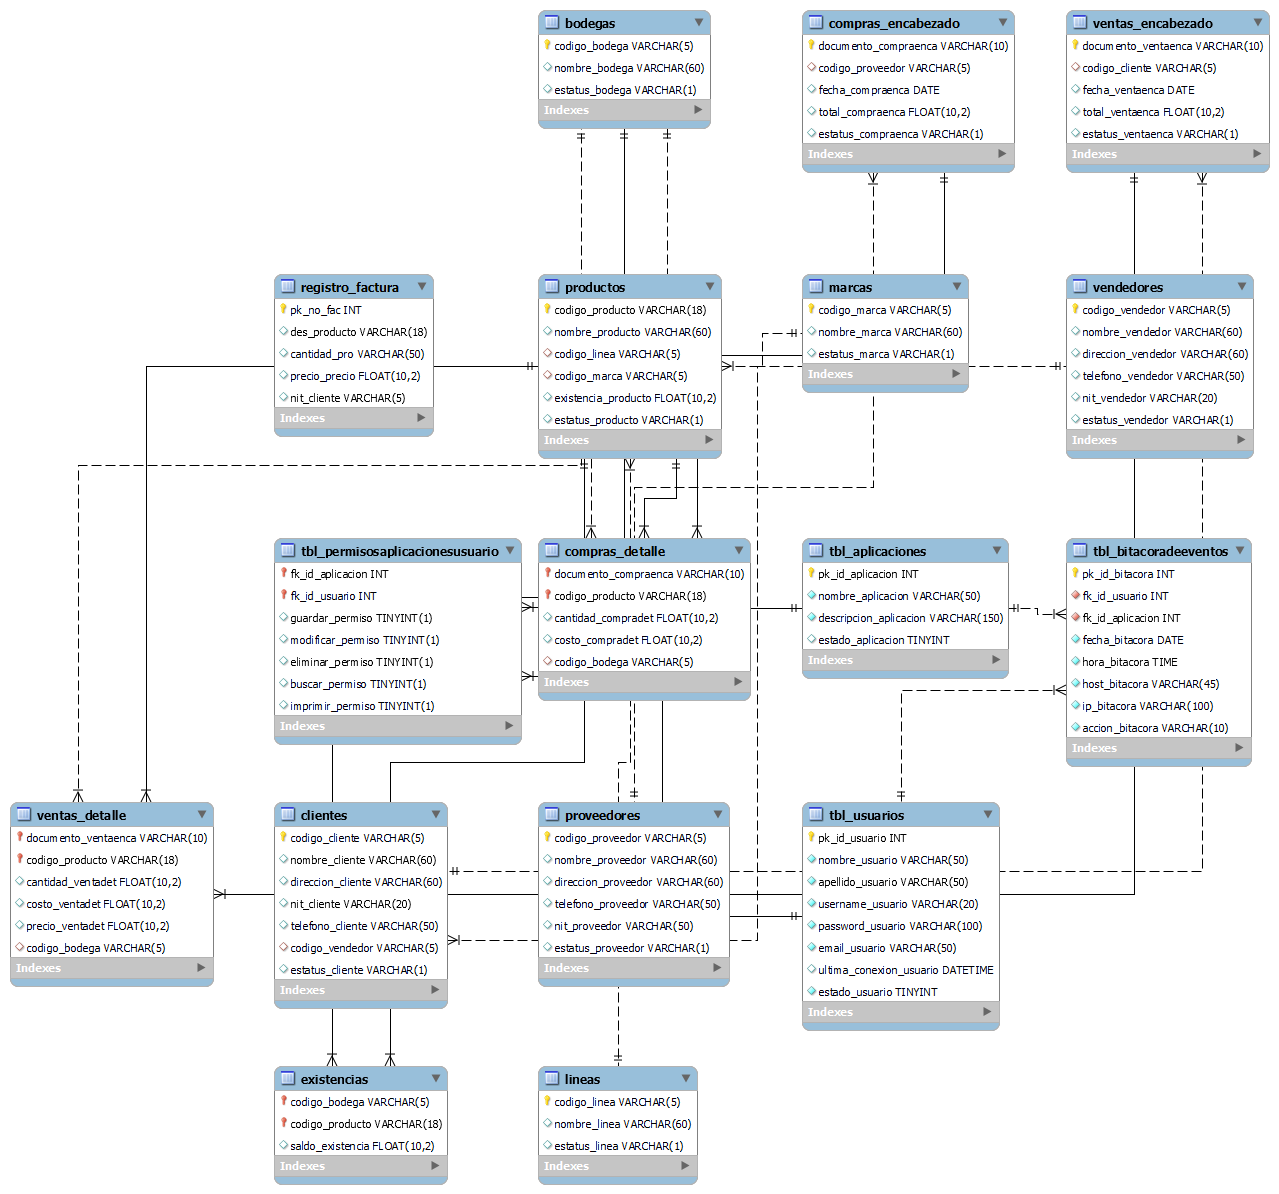 bodegas
codigo_bodega VARCHAR(5)
nombre_bodega VARCHAR(60)
estatus_bodega VARCHAR(1)
Indexes
compras_encabezado
documento_compraenca VARCHAR(10)
codigo_proveedor VARCHAR(5)
fecha_compraenca DATE
total_compraenca FLOAT(10,2)
estatus_compraenca VARCHAR(1)
Indexes
ventas_encabezado
documento_ventaenca VARCHAR(10)
codigo_cliente VARCHAR(5)
fecha_ventaenca DATE
total_ventaenca FLOAT(10,2)
estatus_ventaenca VARCHAR(1)
Indexes
registro_factura
pk_no_fac INT
des_producto VARCHAR(18)
cantidad_pro VARCHAR(50)
precio_precio FLOAT(10,2)
nit_cliente VARCHAR(5)
Indexes
productos
codigo_producto VARCHAR(18)
nombre_producto VARCHAR(60)
codigo_linea VARCHAR(5)
codigo_marca VARCHAR(5)
existencia_producto FLOAT(10,2)
estatus_producto VARCHAR(1)
Indexes
marcas
codigo_marca VARCHAR(5)
nombre_marca VARCHAR(60)
estatus_marca VARCHAR(1)
Indexes
vendedores
codigo_vendedor VARCHAR(5)
nombre_vendedor VARCHAR(60)
direccion_vendedor VARCHAR(60)
telefono_vendedor VARCHAR(50)
nit_vendedor VARCHAR(20)
estatus_vendedor VARCHAR(1)
Indexes
tbl_permisosaplicacionesusuario
fk_id_aplicacion INT
fk_id_usuario INT
guardar_permiso TINYINT(1)
modificar_permiso TINYINT(1)
eliminar_permiso TINYINT(1)
buscar_permiso TINYINT(1)
imprimir_permiso TINYINT(1)
Indexes
compras_detalle
documento_compraenca VARCHAR(10)
codigo_producto VARCHAR(18)
cantidad_compradet FLOAT(10,2)
costo_compradet FLOAT(10,2)
codigo_bodega VARCHAR(5)
Indexes
tbl_aplicaciones
pk_id_aplicacion INT
nombre_aplicacion VARCHAR(50)
descripcion_aplicacion VARCHAR(150)
estado_aplicacion TINYINT
Indexes
tbl_bitacoradeeventos
pk_id_bitacora INT
fk_id_usuario INT
fk_id_aplicacion INT
fecha_bitacora DATE
hora_bitacora TIME
host_bitacora VARCHAR(45)
ip_bitacora VARCHAR(100)
accion_bitacora VARCHAR(10)
Indexes
ventas_detalle
documento_ventaenca VARCHAR(10)
codigo_producto VARCHAR(18)
cantidad_ventadet FLOAT(10,2)
costo_ventadet FLOAT(10,2)
precio_ventadet FLOAT(10,2)
codigo_bodega VARCHAR(5)
Indexes
clientes
codigo_cliente VARCHAR(5)
nombre_cliente VARCHAR(60)
direccion_cliente VARCHAR(60)
nit_cliente VARCHAR(20)
telefono_cliente VARCHAR(50)
codigo_vendedor VARCHAR(5)
estatus_cliente VARCHAR(1)
Indexes
proveedores
codigo_proveedor VARCHAR(5)
nombre_proveedor VARCHAR(60)
direccion_proveedor VARCHAR(60)
telefono_proveedor VARCHAR(50)
nit_proveedor VARCHAR(50)
estatus_proveedor VARCHAR(1)
Indexes
tbl_usuarios
pk_id_usuario INT
nombre_usuario VARCHAR(50)
apellido_usuario VARCHAR(50)
username_usuario VARCHAR(20)
password_usuario VARCHAR(100)
email_usuario VARCHAR(50)
ultima_conexion_usuario DATETIME
estado_usuario TINYINT
Indexes
existencias
codigo_bodega VARCHAR(5)
codigo_producto VARCHAR(18)
saldo_existencia FLOAT(10,2)
Indexes
lineas
codigo_linea VARCHAR(5)
nombre_linea VARCHAR(60)
estatus_linea VARCHAR(1)
Indexes